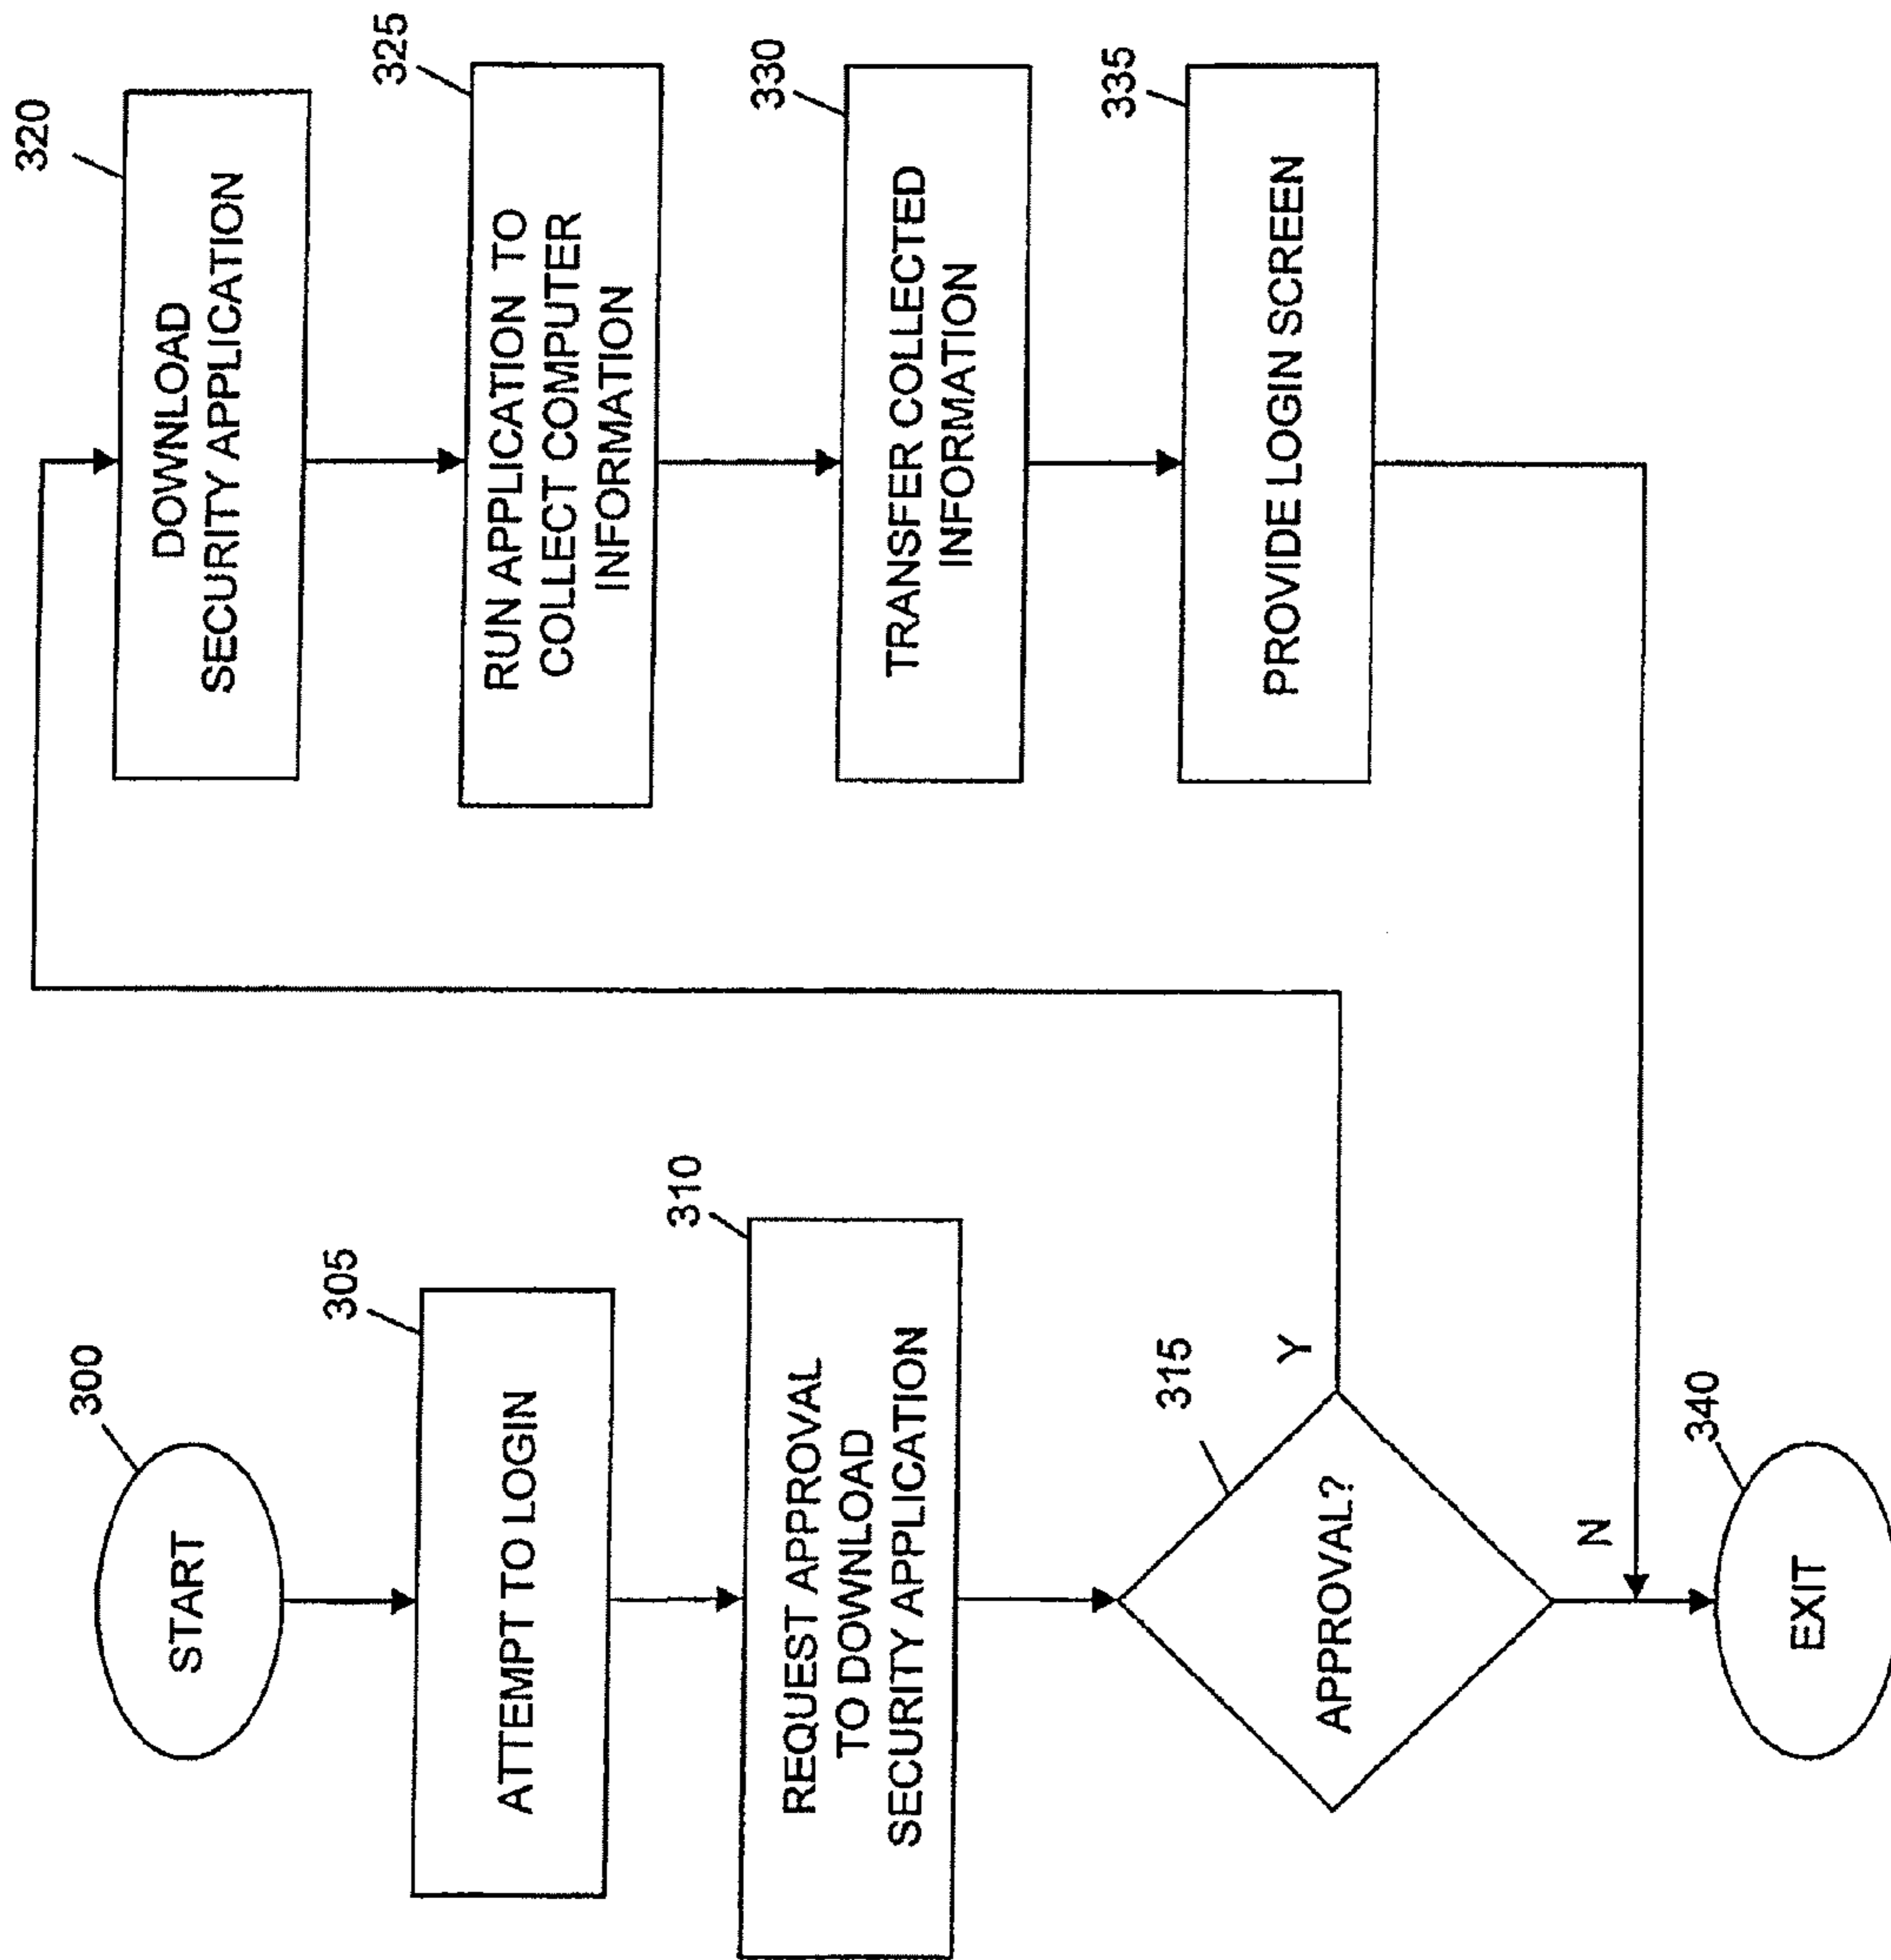 300
START
305
ATTEMPT TO LOGIN
310
REQUEST APPROVAL
TO DOWNLOAD
SECURITY APPLICATION
315
APPROVAL?
Y
N
340
EXIT
320
DOWNLOAD
SECURITY APPLICATION
325
RUN APPLICATION TO
COLLECT COMPUTER
INFORMATION
330
TRANSFER COLLECTED
INFORMATION
335
PROVIDE LOGIN SCREEN